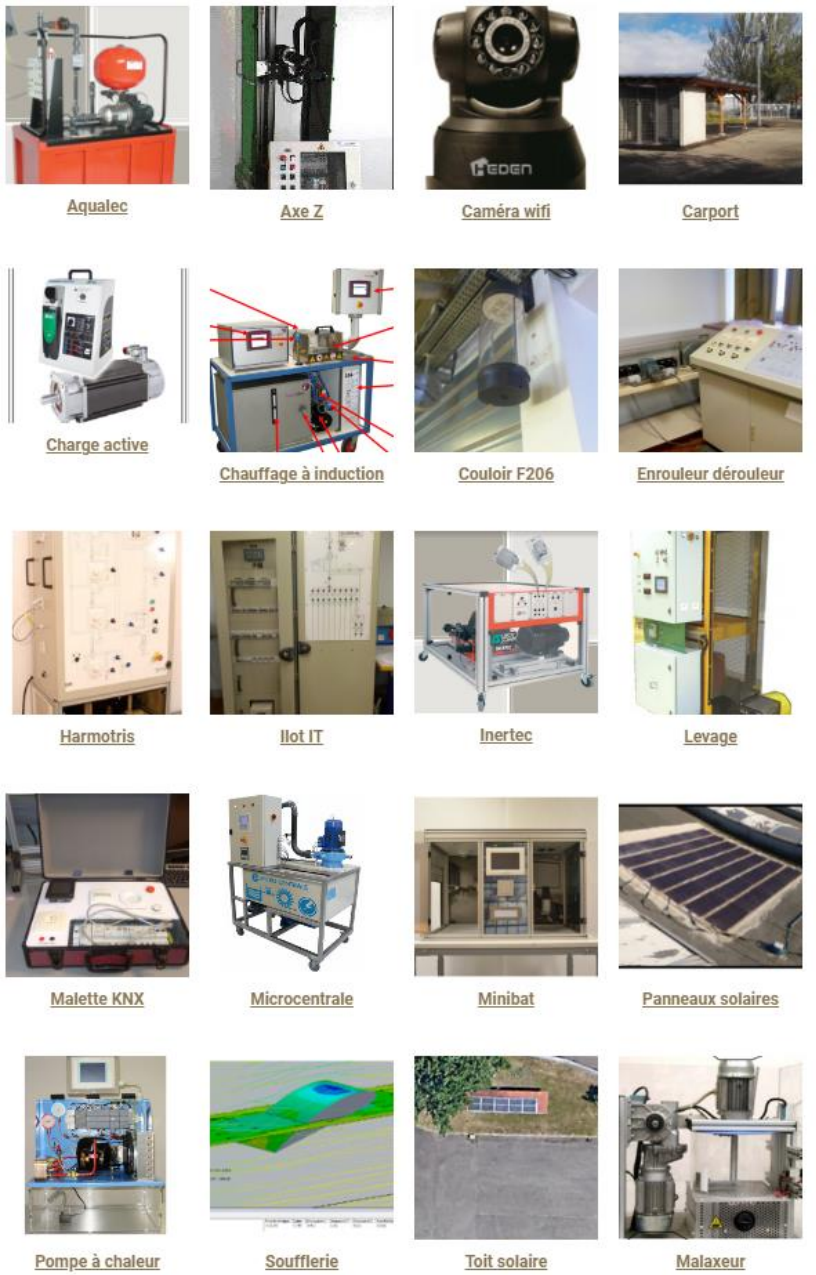 Aqualec
Axe Z
HEDEN
Caméra wifi
Carport
Charge active
Chauffage à induction
Couloir F206
Enrouleur dérouleur
Harmotris
Ilot IT
Inertec
Levage
Malette KNX
Microcentrale
Minibat
Panneaux solaires
Pompe à chaleur
Soufflerie
Toit solaire
Malaxeur